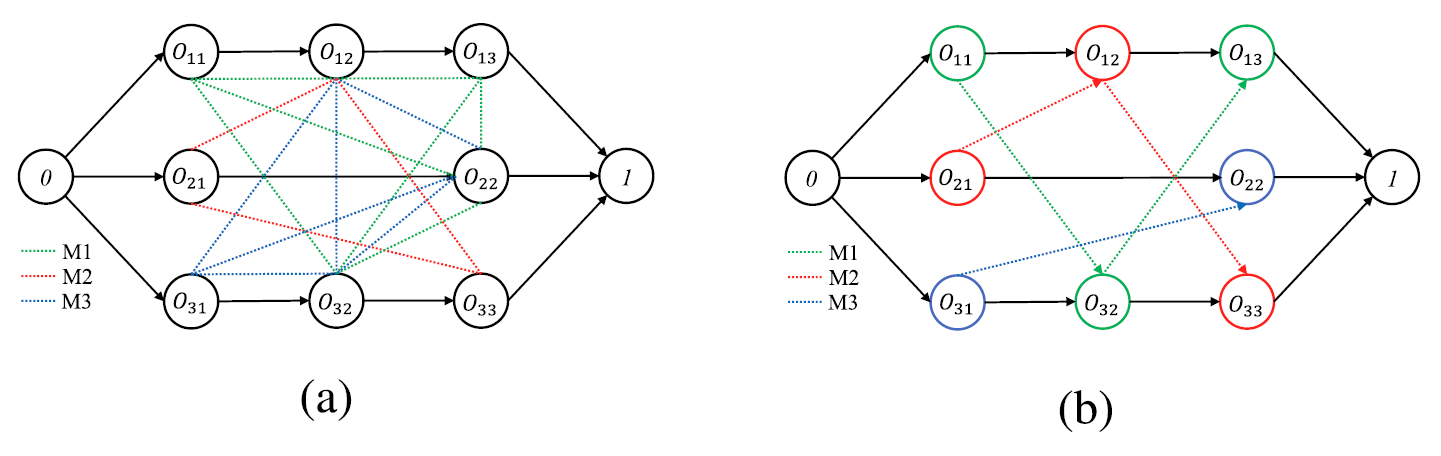 O₁₁ O₁₂ O₁₃
0 O₂₁ O₂₂ 1
M1
M2
M3
O₃₁ O₃₂ O₃₃
(a)
O₁₁ O₁₂ O₁₃
0 O₂₁ O₂₂ 1
M1
M2
M3
O₃₁ O₃₂ O₃₃
(b)